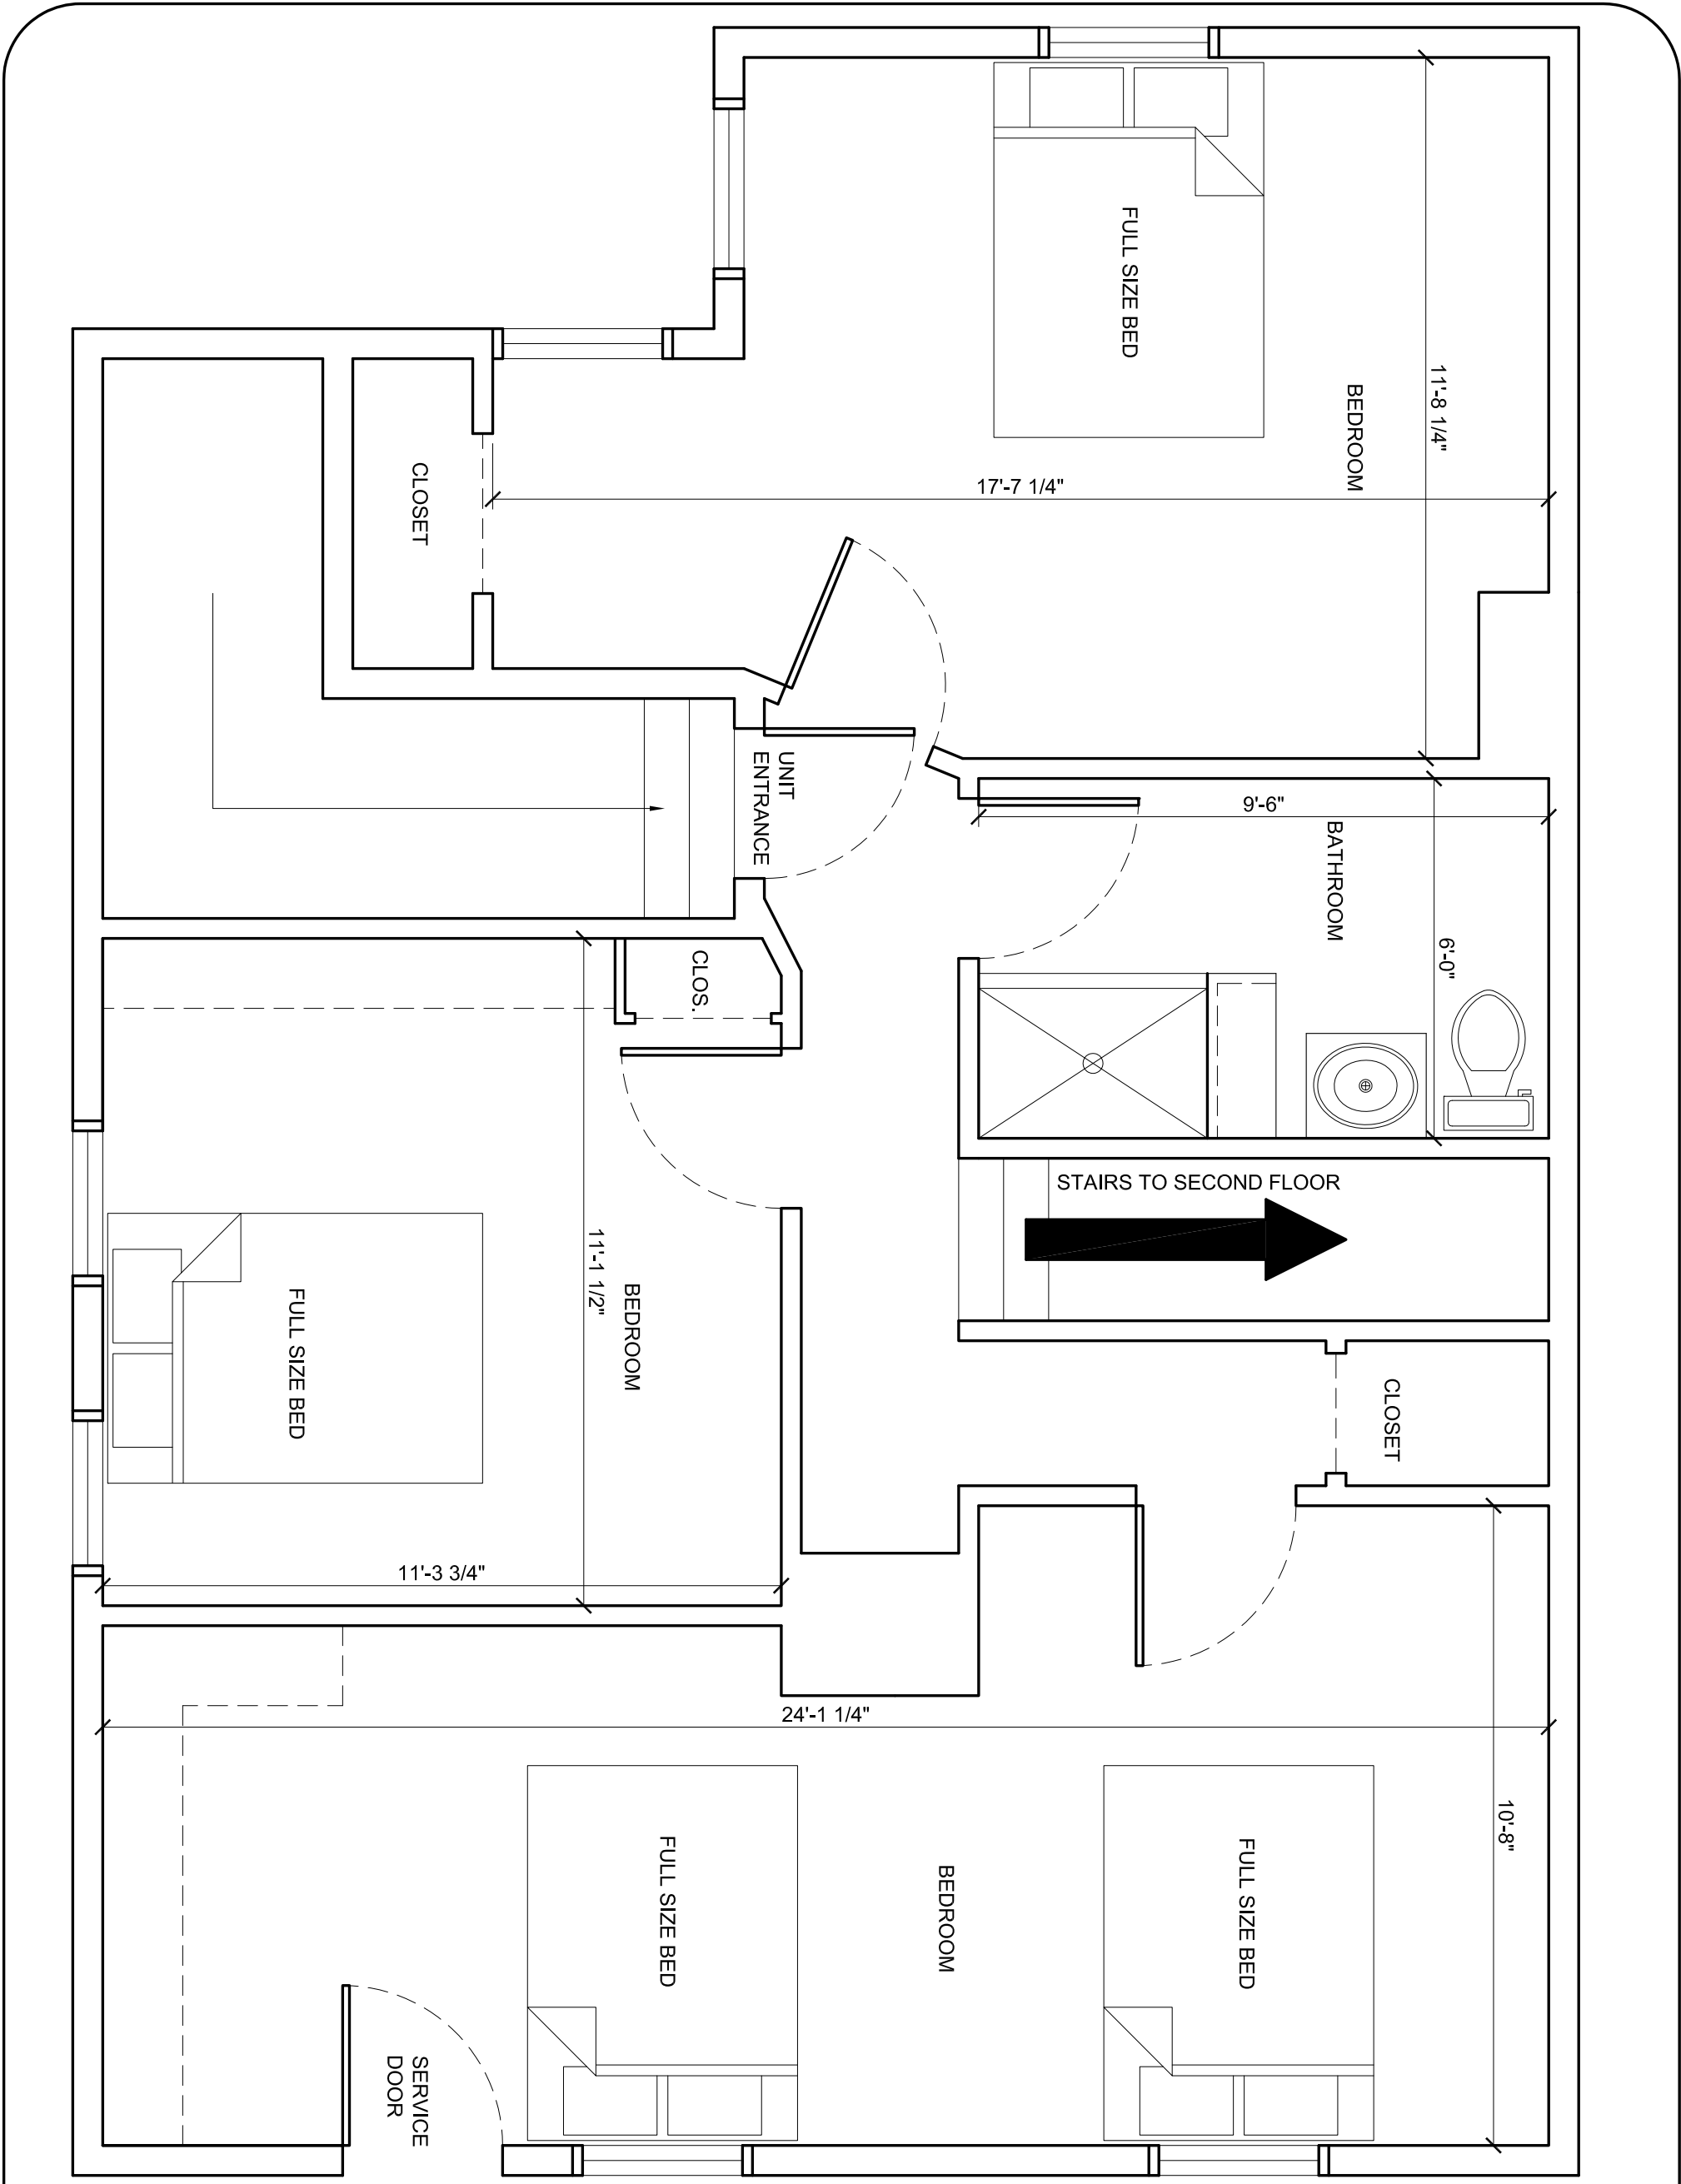 FULL SIZE BED
11'-8 1/4"
BEDROOM
CLOSET
17'-7 1/4"
UNIT
ENTRANCE
9'-6"
BATHROOM
6'-0"
CLOS.
STAIRS TO SECOND FLOOR
11'-1 1/2"
BEDROOM
FULL SIZE BED
CLOSET
11'-3 3/4"
24'-1 1/4"
10'-8"
FULL SIZE BED
BEDROOM
FULL SIZE BED
SERVICE
DOOR